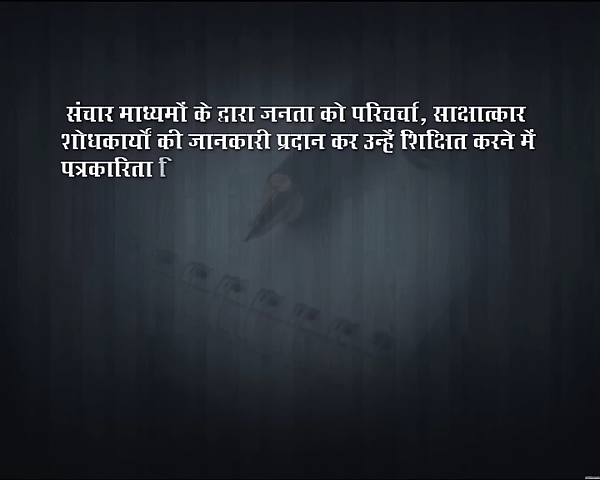 संचार माध्यमों के द्वारा जनता को परिचर्चा, साक्षात्कार
शोधकार्यों की जानकारी प्रदान कर उन्हें शिक्षित करने में
पत्रकारिता